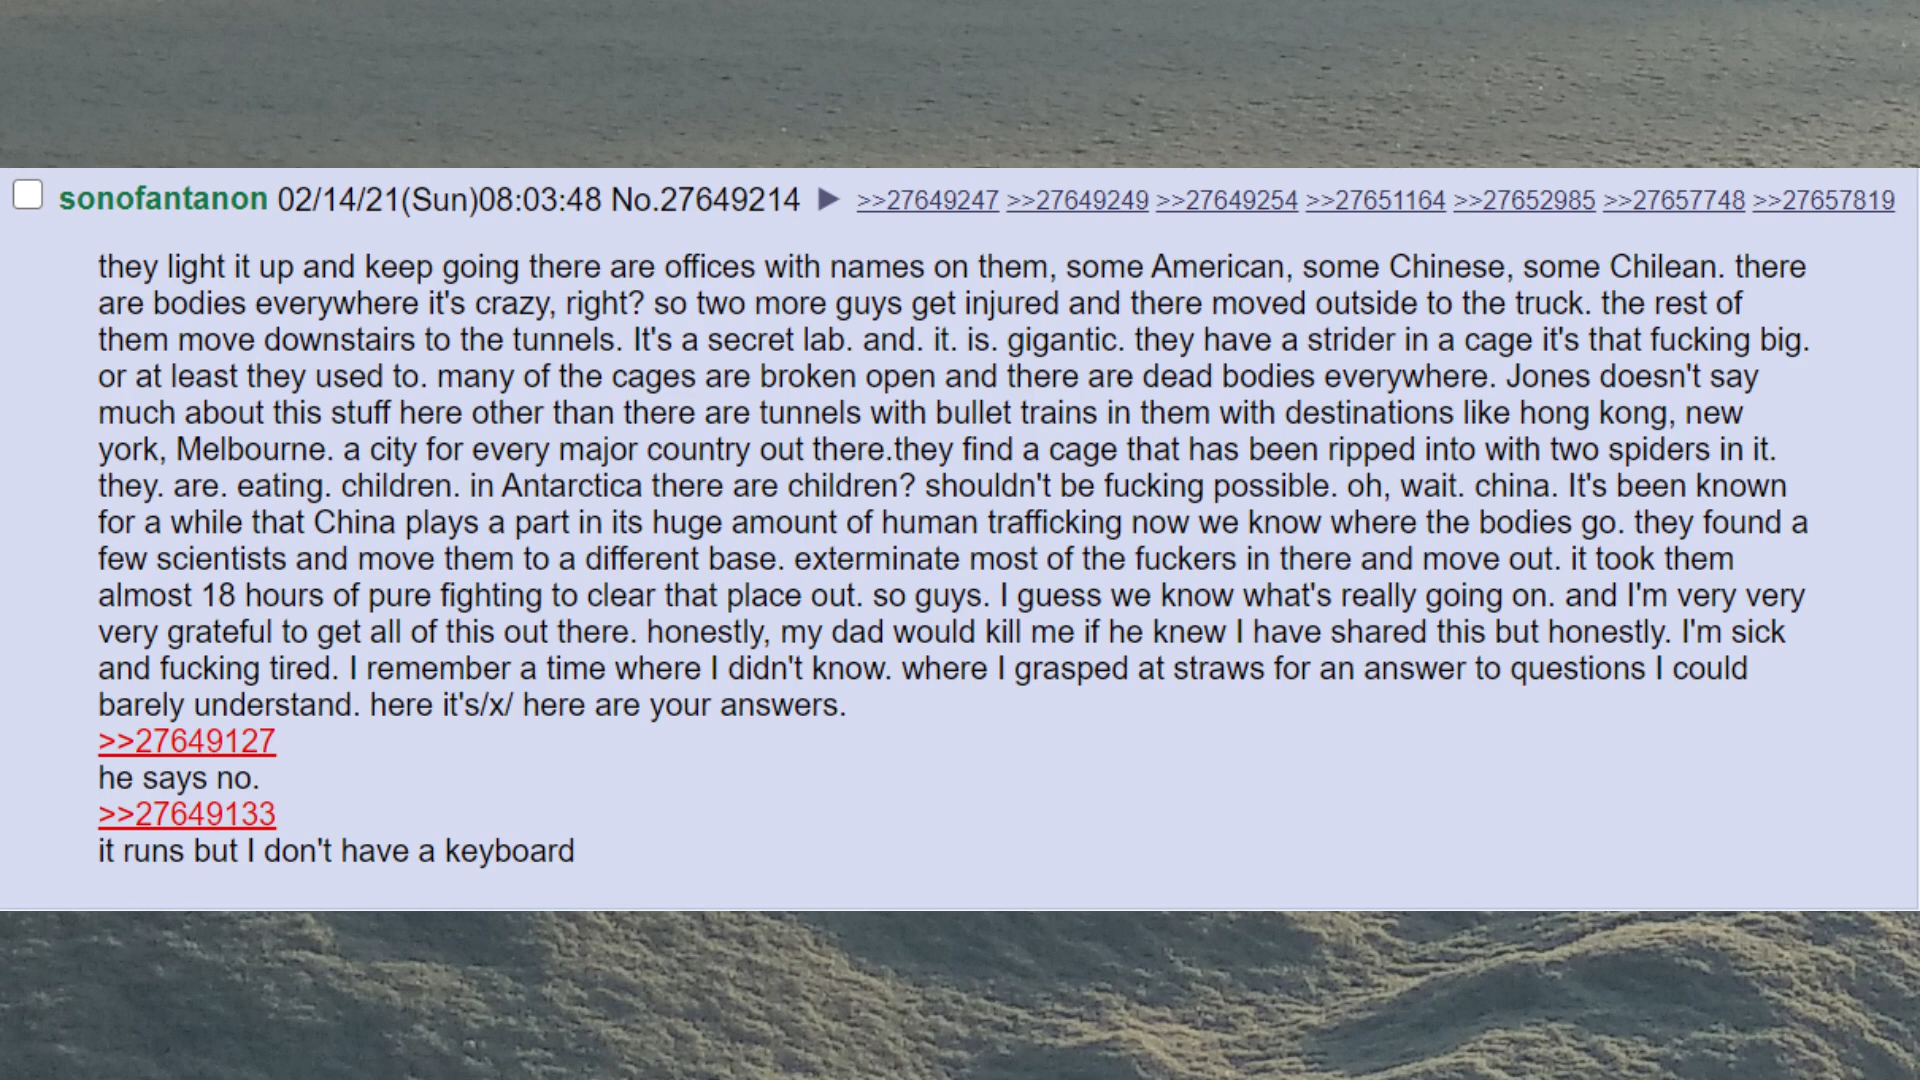 sonofantanon 02/14/21(Sun)08:03:48 No.27649214 ▶ >>27649247 >>27649249 >>27649254 >>27651164 >>27652985 >>27657748 >>27657819
they light it up and keep going there are offices with names on them, some American, some Chinese, some Chilean. there
are bodies everywhere it's crazy, right? so two more guys get injured and there moved outside to the truck. the rest of
them move downstairs to the tunnels. It's a secret lab. and. it. is. gigantic. they have a strider in a cage it's that fucking big.
or at least they used to. many of the cages are broken open and there are dead bodies everywhere. Jones doesn't say
much about this stuff here other than there are tunnels with bullet trains in them with destinations like hong kong, new
york, Melbourne. a city for every major country out there.they find a cage that has been ripped into with two spiders in it.
they. are. eating. children. in Antarctica there are children? shouldn't be fucking possible. oh, wait. china. It's been known
for a while that China plays a part in its huge amount of human trafficking now we know where the bodies go. they found a
few scientists and move them to a different base. exterminate most of the fuckers in there and move out. it took them
almost 18 hours of pure fighting to clear that place out. so guys. I guess we know what's really going on. and I'm very very
very grateful to get all of this out there. honestly, my dad would kill me if he knew I have shared this but honestly. I'm sick
and fucking tired. I remember a time where I didn't know. where I grasped at straws for an answer to questions I could
barely understand. here it's/x/ here are your answers.
>>27649127
he says no.
>>27649133
it runs but I don't have a keyboard